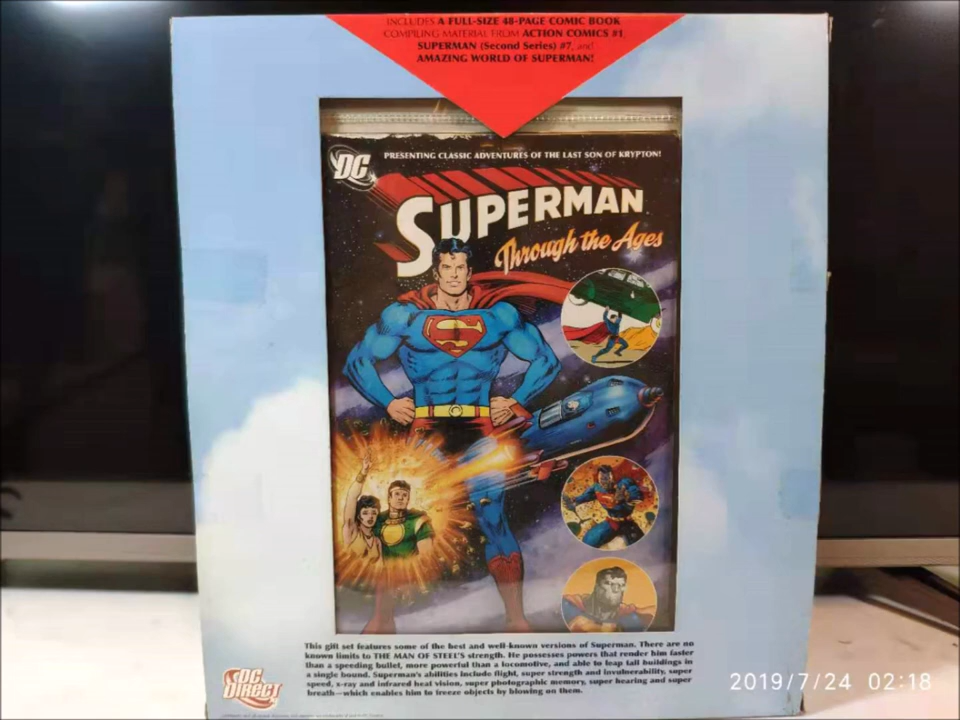 INCLUDES A FULL-SIZE 48-PAGE COMIC BOOK
COMPILING MATERIAL FROM ACTION COMICS #1,
SUPERMAN (Second Series) #7, and
AMAZING WORLD OF SUPERMAN!
DC
PRESENTING CLASSIC ADVENTURES OF THE LAST SON OF KRYPTON!
SUPERMAN
Through the Ages
S
This gift set features some of the best and well-known versions of Superman. There are no
known limits to THE MAN OF STEEL'S strength. He possesses powers that render him faster
than a speeding bullet, more powerful than a locomotive, and able to leap tall buildings in
a single bound. Superman's abilities include flight, super strength and invulnerability, super
speed, x-ray and infrared heat vision, super photographic memory, super hearing and super
breath—which enables him to freeze objects by blowing on them.
DC
DIRECT
2019/7/24 02:18